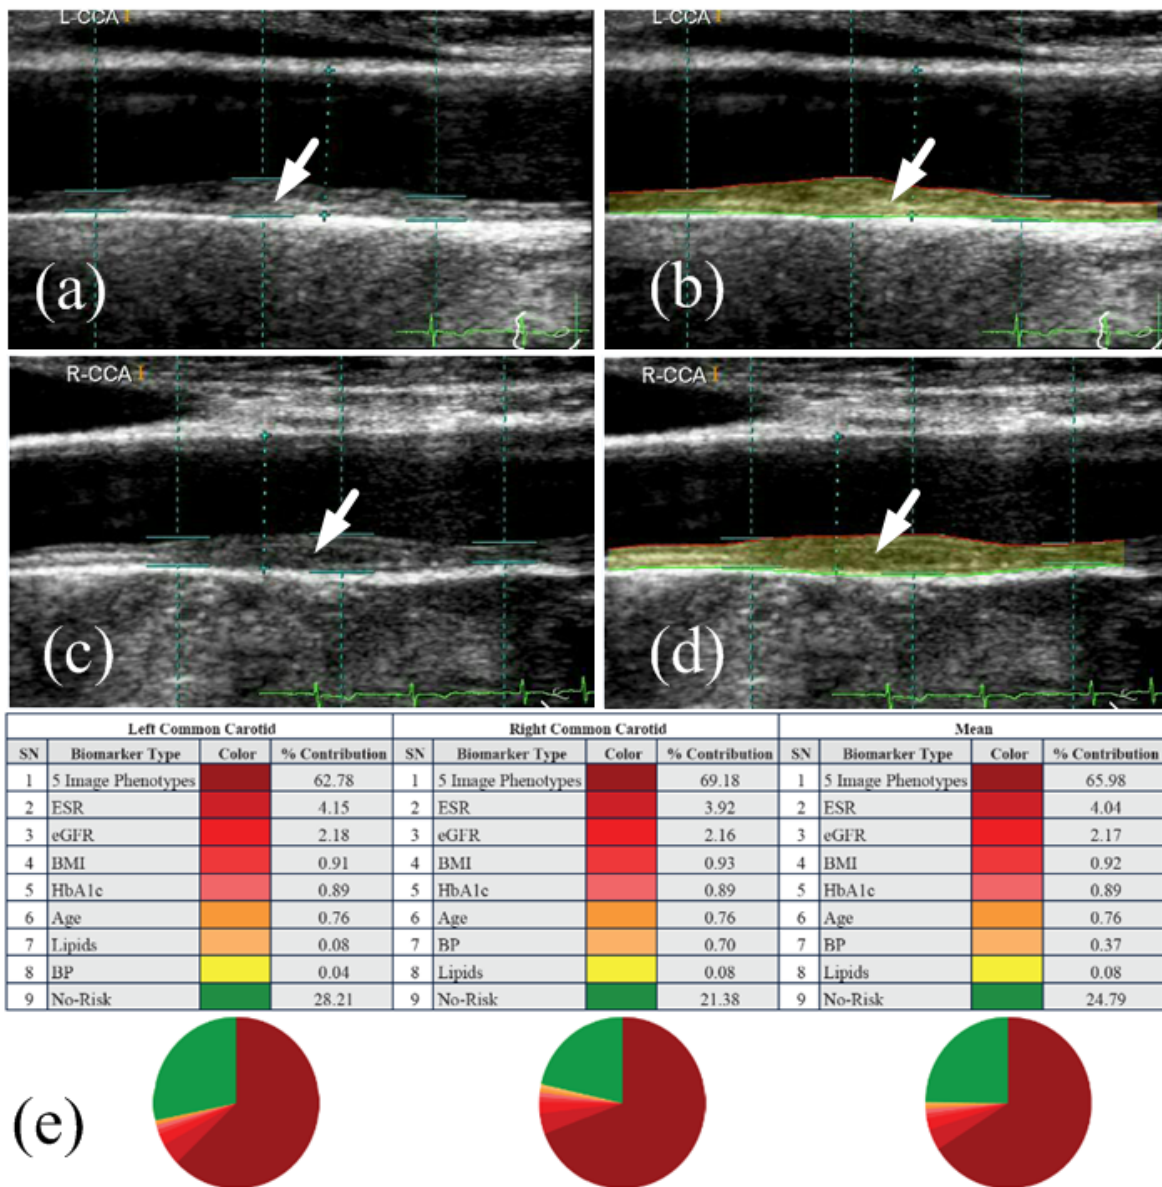 L-CCA I
L-CCA I
(a)
(b)
R-CCA I
R-CCA I
(c)
(d)
Left Common Carotid Right Common Carotid Mean
SN Biomarker Type Color % Contribution SN Biomarker Type Color % Contribution SN Biomarker Type Color % Contribution
1 5 Image Phenotypes 62.78 1 5 Image Phenotypes 69.18 1 5 Image Phenotypes 65.98
2 ESR 4.15 2 ESR 3.92 2 ESR 4.04
3 eGFR 2.18 3 eGFR 2.16 3 eGFR 2.17
4 BMI 0.91 4 BMI 0.93 4 BMI 0.92
5 HbA1c 0.89 5 HbA1c 0.89 5 HbA1c 0.89
6 Age 0.76 6 Age 0.76 6 Age 0.76
7 Lipids 0.08 7 BP 0.70 7 BP 0.37
8 BP 0.04 8 Lipids 0.08 8 Lipids 0.08
9 No-Risk 28.21 9 No-Risk 21.38 9 No-Risk 24.79
(e)